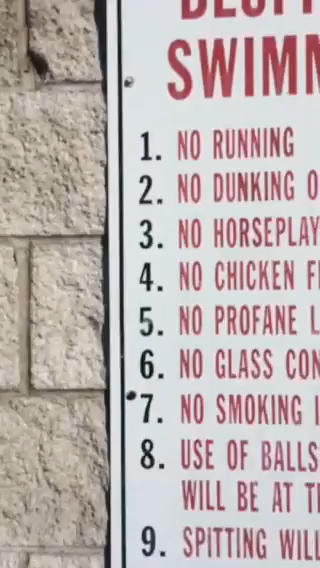 SWIMM
1. NO RUNNING
2. NO DUNKING O
3. NO HORSEPLAY
4. NO CHICKEN F
5. NO PROFANE L
6. NO GLASS CON
7. NO SMOKING I
8. USE OF BALLS
WILL BE AT T
9. SPITTING WILL